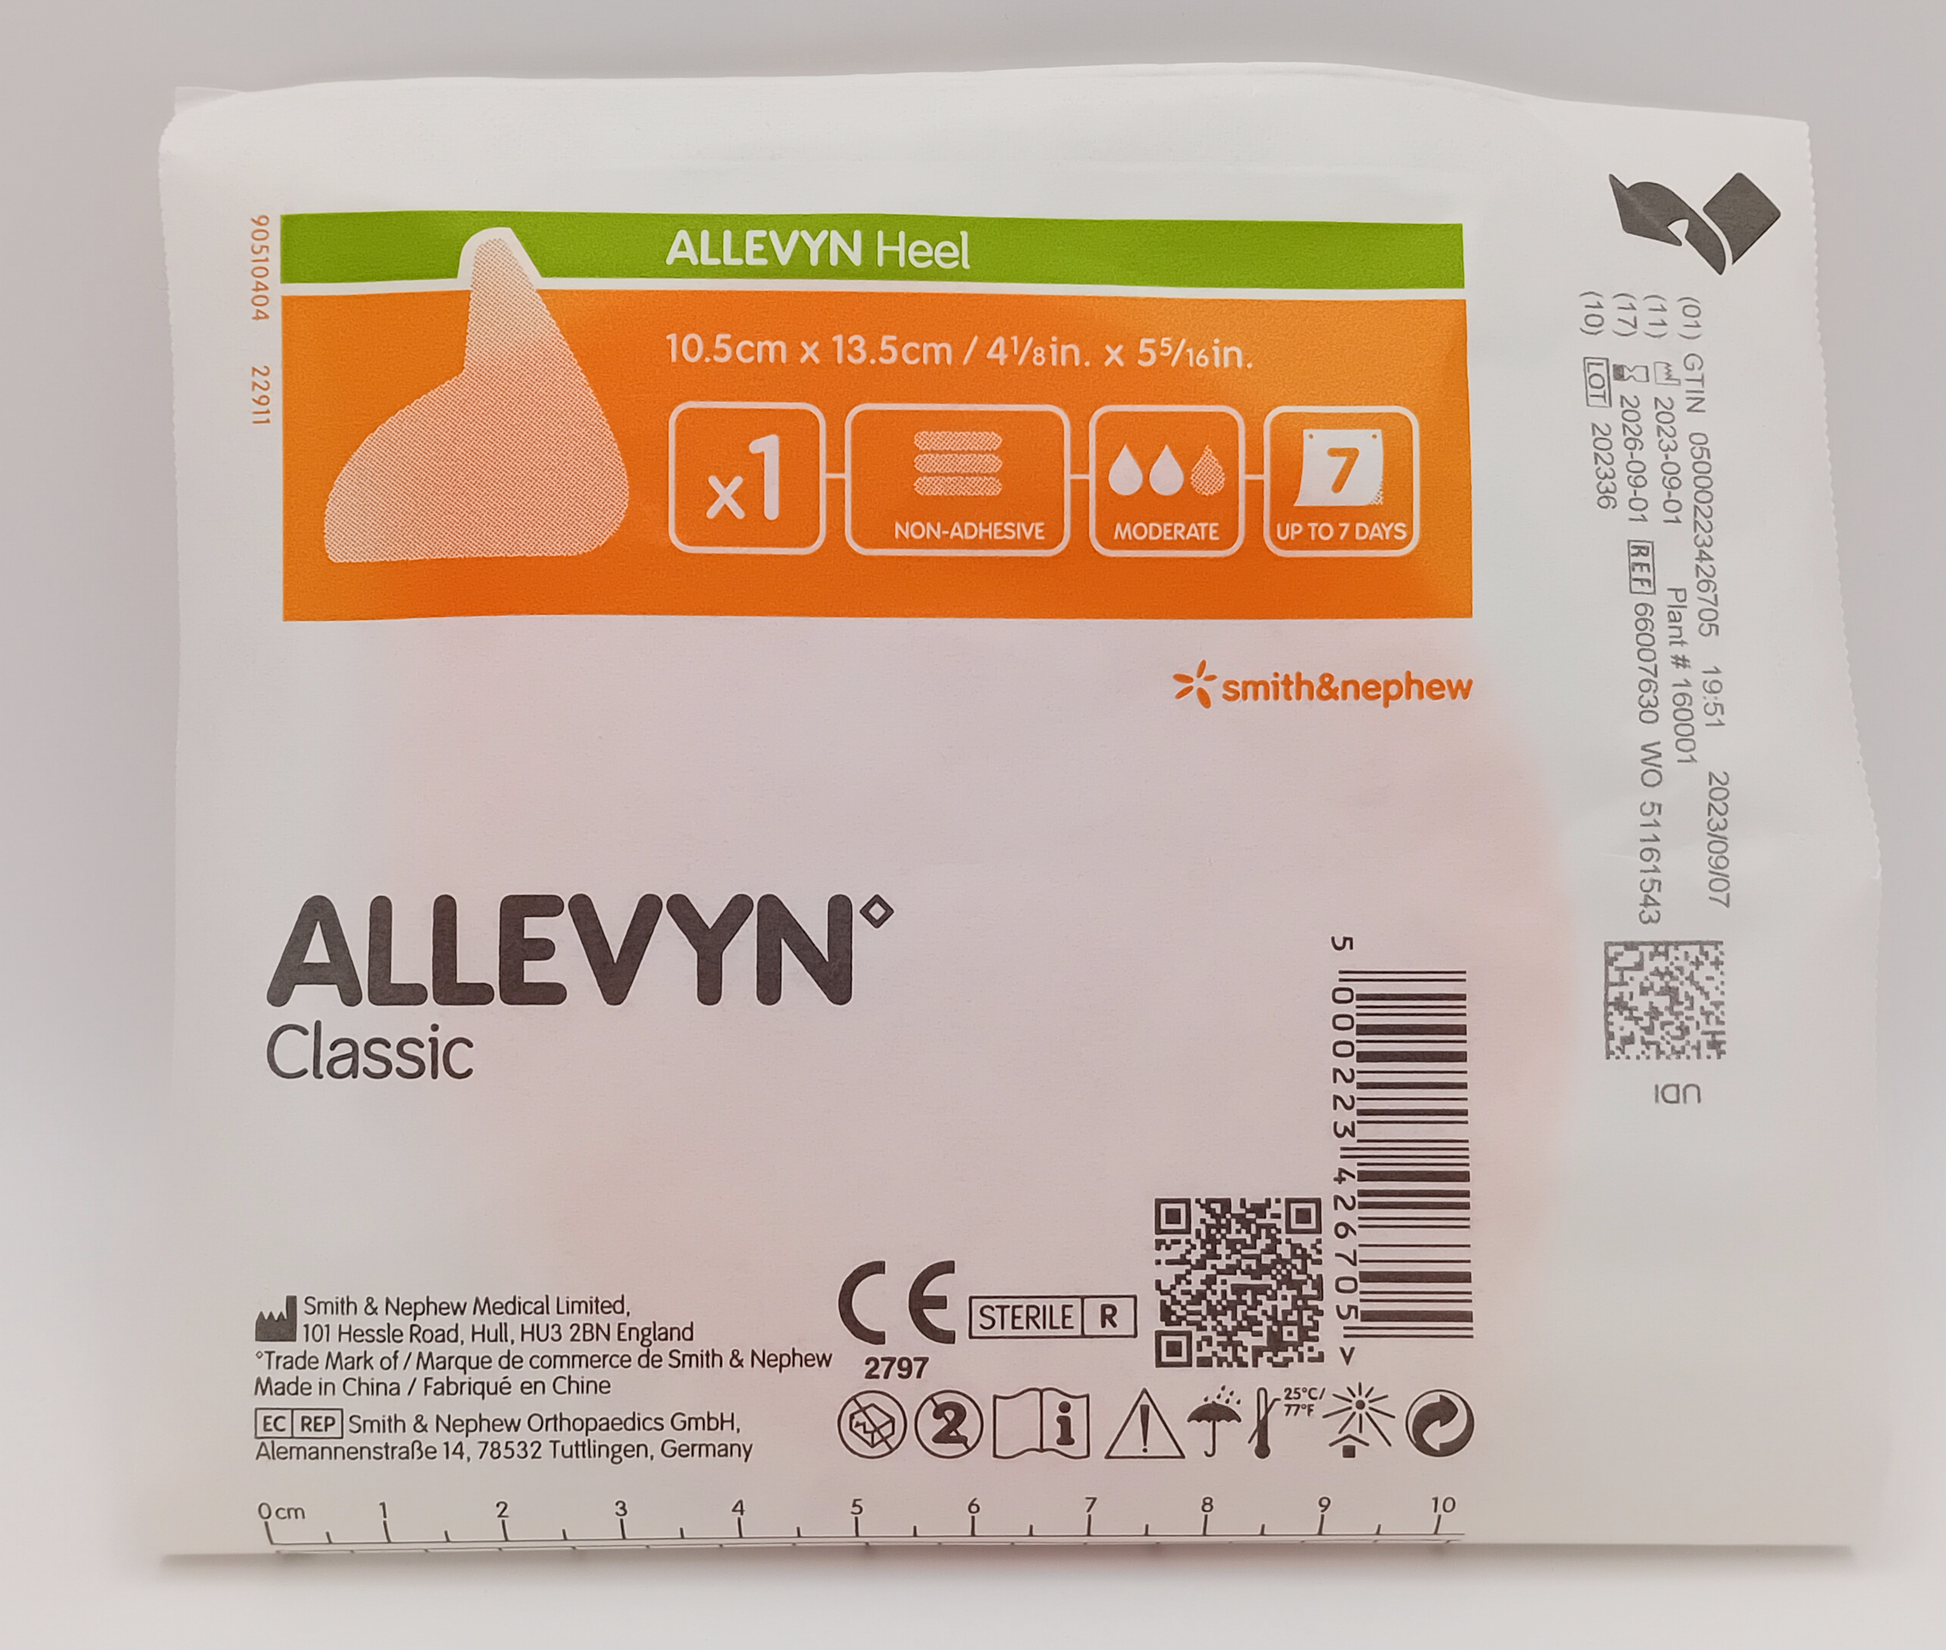 ALLEVYN Heel
10.5cm x 13.5cm / 4 1/8in. x 5 5/16in.
x1
NON-ADHESIVE
MODERATE
7
UP TO 7 DAYS
90510404 22911
smith&nephew
(01) GTIN 05000223426705 19:51 2023/09/07
(11) 2023-09-01 Plant # 160001
(17) 2026-09-01 REF 66007630 WO 51161543
(10) LOT 202336
ALLEVYN◇
Classic
5 000223 426705 >
Smith & Nephew Medical Limited,
101 Hessle Road, Hull, HU3 2BN England
◇Trade Mark of / Marque de commerce de Smith & Nephew
Made in China / Fabriqué en Chine
EC REP Smith & Nephew Orthopaedics GmbH,
Alemannenstraße 14, 78532 Tuttlingen, Germany
CE
2797
STERILE R
2
i
!
25°C/
77°F
0cm 1 2 3 4 5 6 7 8 9 10